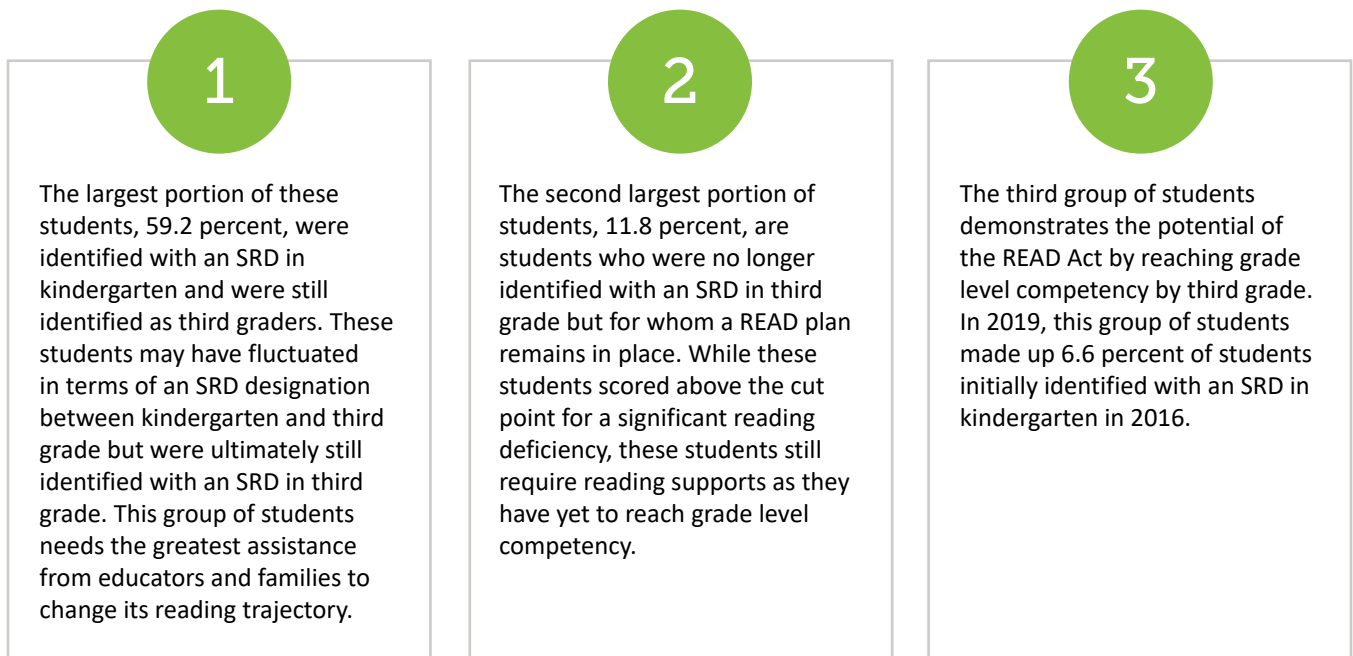 1
The largest portion of these
students, 59.2 percent, were
identified with an SRD in
kindergarten and were still
identified as third graders. These
students may have fluctuated
in terms of an SRD designation
between kindergarten and third
grade but were ultimately still
identified with an SRD in third
grade. This group of students
needs the greatest assistance
from educators and families to
change its reading trajectory.
2
The second largest portion of
students, 11.8 percent, are
students who were no longer
identified with an SRD in third
grade but for whom a READ plan
remains in place. While these
students scored above the cut
point for a significant reading
deficiency, these students still
require reading supports as they
have yet to reach grade level
competency.
3
The third group of students
demonstrates the potential of
the READ Act by reaching grade
level competency by third grade.
In 2019, this group of students
made up 6.6 percent of students
initially identified with an SRD in
kindergarten in 2016.